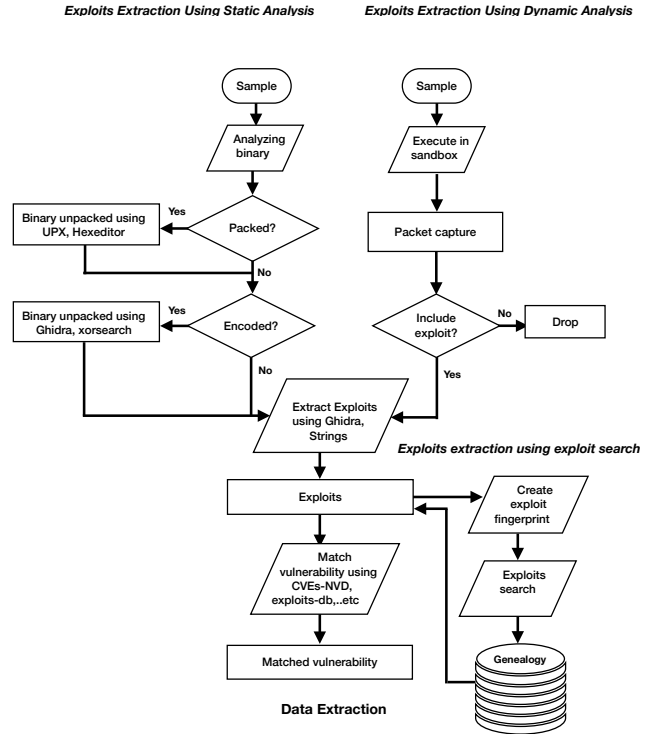 Exploits Extraction Using Static Analysis
Exploits Extraction Using Dynamic Analysis
Sample
Analyzing
binary
Packed?
Yes
Binary unpacked using
UPX, Hexeditor
No
Encoded?
Yes
Binary unpacked using
Ghidra, xorsearch
No
Sample
Execute in
sandbox
Packet capture
Include
exploit?
No
Drop
Yes
Extract Exploits
using Ghidra,
Strings
Exploits extraction using exploit search
Exploits
Create
exploit
fingerprint
Match
vulnerability using
CVEs-NVD,
exploits-db,..etc
Exploits
search
Matched vulnerability
Genealogy
Data Extraction